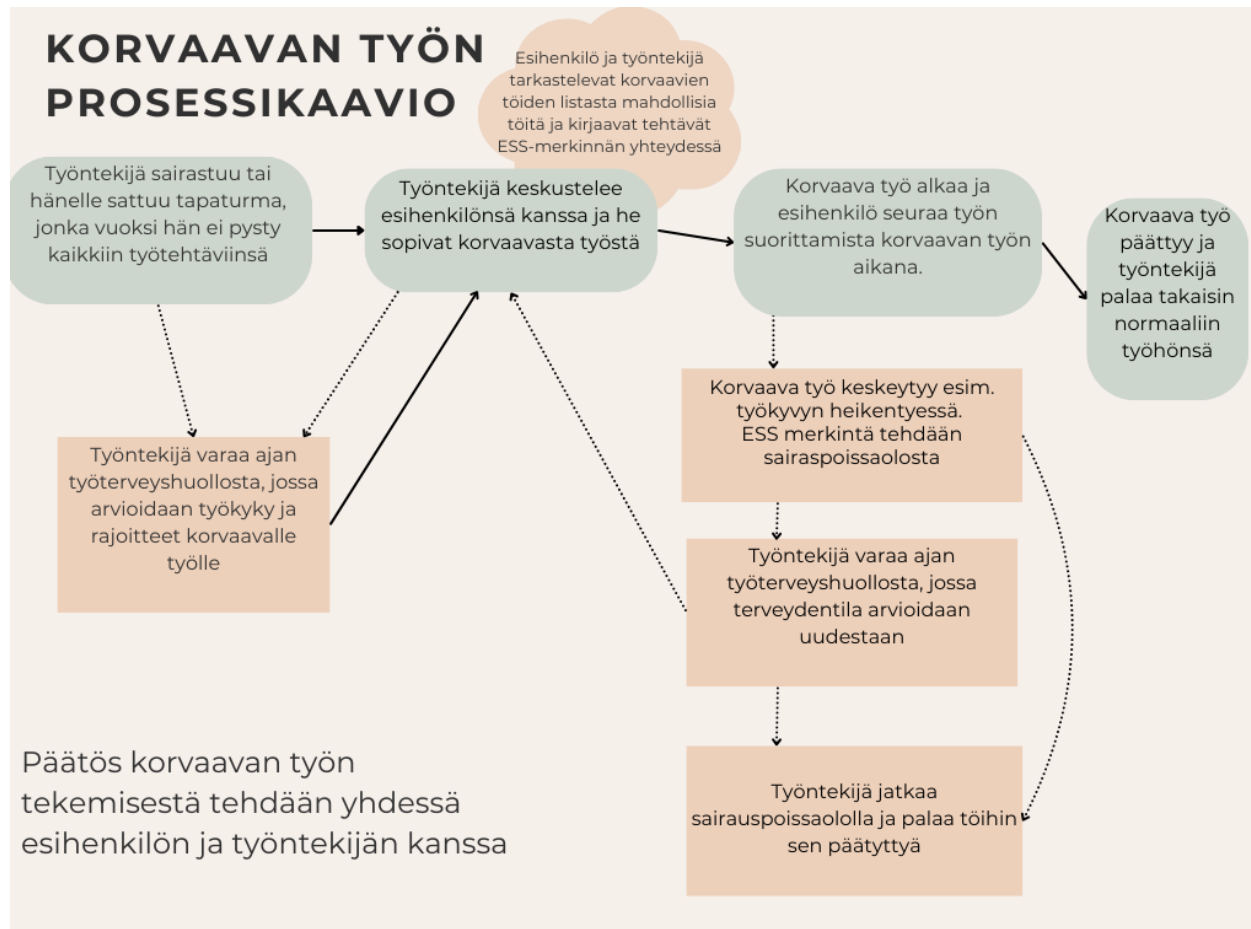 KORVAAVAN TYÖN
PROSESSIKAAVIO
Esihenkilö ja työntekijä
tarkastelevat korvaavien
töiden listasta mahdollisia
töitä ja kirjaavat tehtävät
ESS-merkinnän yhteydessä
Työntekijä sairastuu tai
hänelle sattuu tapaturma,
jonka vuoksi hän ei pysty
kaikkiin työtehtäviinsä
Työntekijä keskustelee
esihenkilönsä kanssa ja he
sopivat korvaavasta työstä
Korvaava työ alkaa ja
esihenkilö seuraa työn
suorittamista korvaavan työn
aikana.
Korvaava työ
päättyy ja
työntekijä
palaa takaisin
normaaliin
työhönsä
Työntekijä varaa ajan
työterveyshuollosta, jossa
arvioidaan työkyky ja
rajoitteet korvaavalle
työlle
Korvaava työ keskeytyy esim.
työkyvyn heikentyessä.
ESS merkintä tehdään
sairaspoissaolosta
Työntekijä varaa ajan
työterveyshuollosta, jossa
terveydentila arvioidaan
uudestaan
Työntekijä jatkaa
sairauspoissaololla ja palaa töihin
sen päätyttyä
Päätös korvaavan työn
tekemisestä tehdään yhdessä
esihenkilön ja työntekijän kanssa